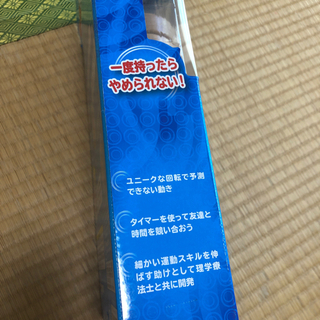 一度持ったら
やめられない！
ユニークな回転で予測
できない動き
タイマーを使って友達と
時間を競い合おう
細かい運動スキルを伸
ばす助けとして理学療
法士と共に開発